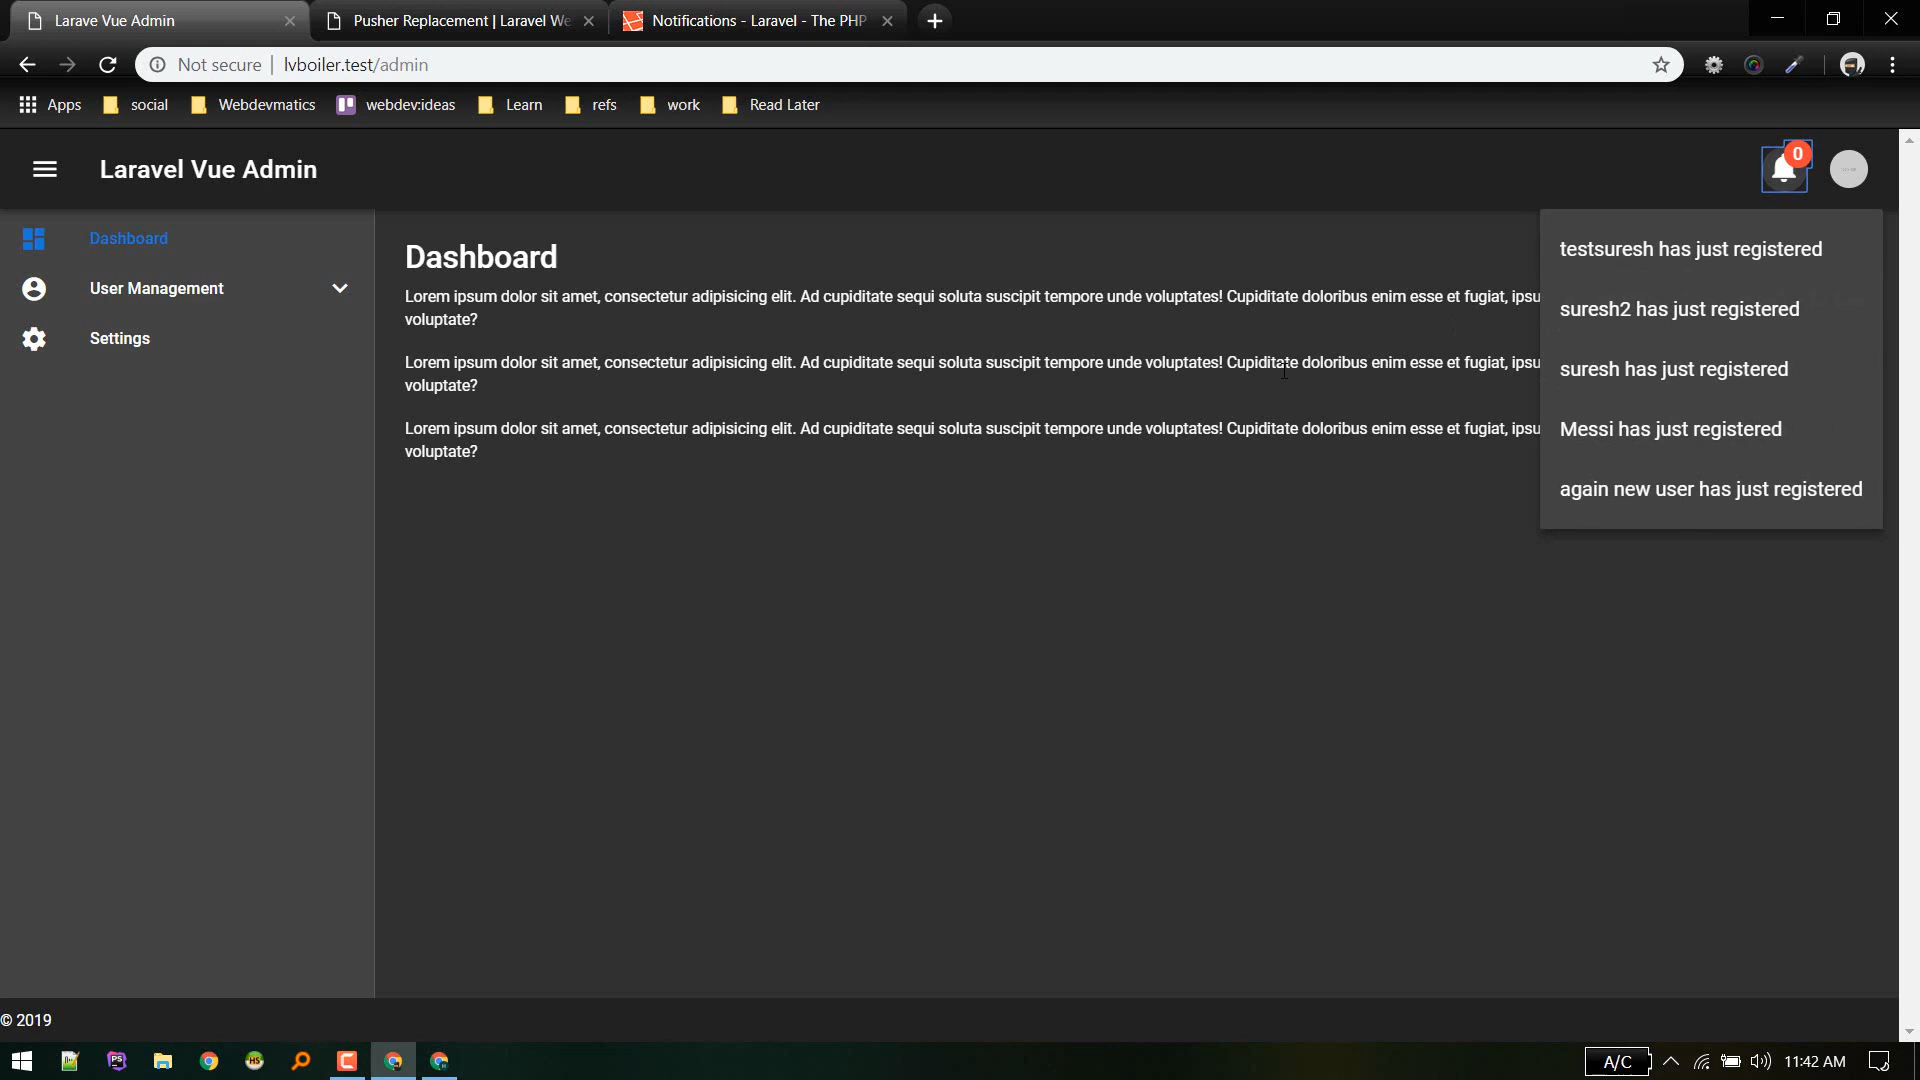 Larave Vue Admin
Pusher Replacement | Laravel We
Notifications - Laravel - The PHP
Not secure | lvboiler.test/admin
Apps
social
Webdevmatics
webdev:ideas
Learn
refs
work
Read Later
Laravel Vue Admin
0
Dashboard
User Management
Settings
Dashboard
Lorem ipsum dolor sit amet, consectetur adipisicing elit. Ad cupiditate sequi soluta suscipit tempore unde voluptates! Cupiditate doloribus enim esse et fugiat, ipsu
voluptate?
Lorem ipsum dolor sit amet, consectetur adipisicing elit. Ad cupiditate sequi soluta suscipit tempore unde voluptates! Cupiditate doloribus enim esse et fugiat, ipsu
voluptate?
Lorem ipsum dolor sit amet, consectetur adipisicing elit. Ad cupiditate sequi soluta suscipit tempore unde voluptates! Cupiditate doloribus enim esse et fugiat, ipsu
voluptate?
testsuresh has just registered
suresh2 has just registered
suresh has just registered
Messi has just registered
again new user has just registered
© 2019
A/C
11:42 AM